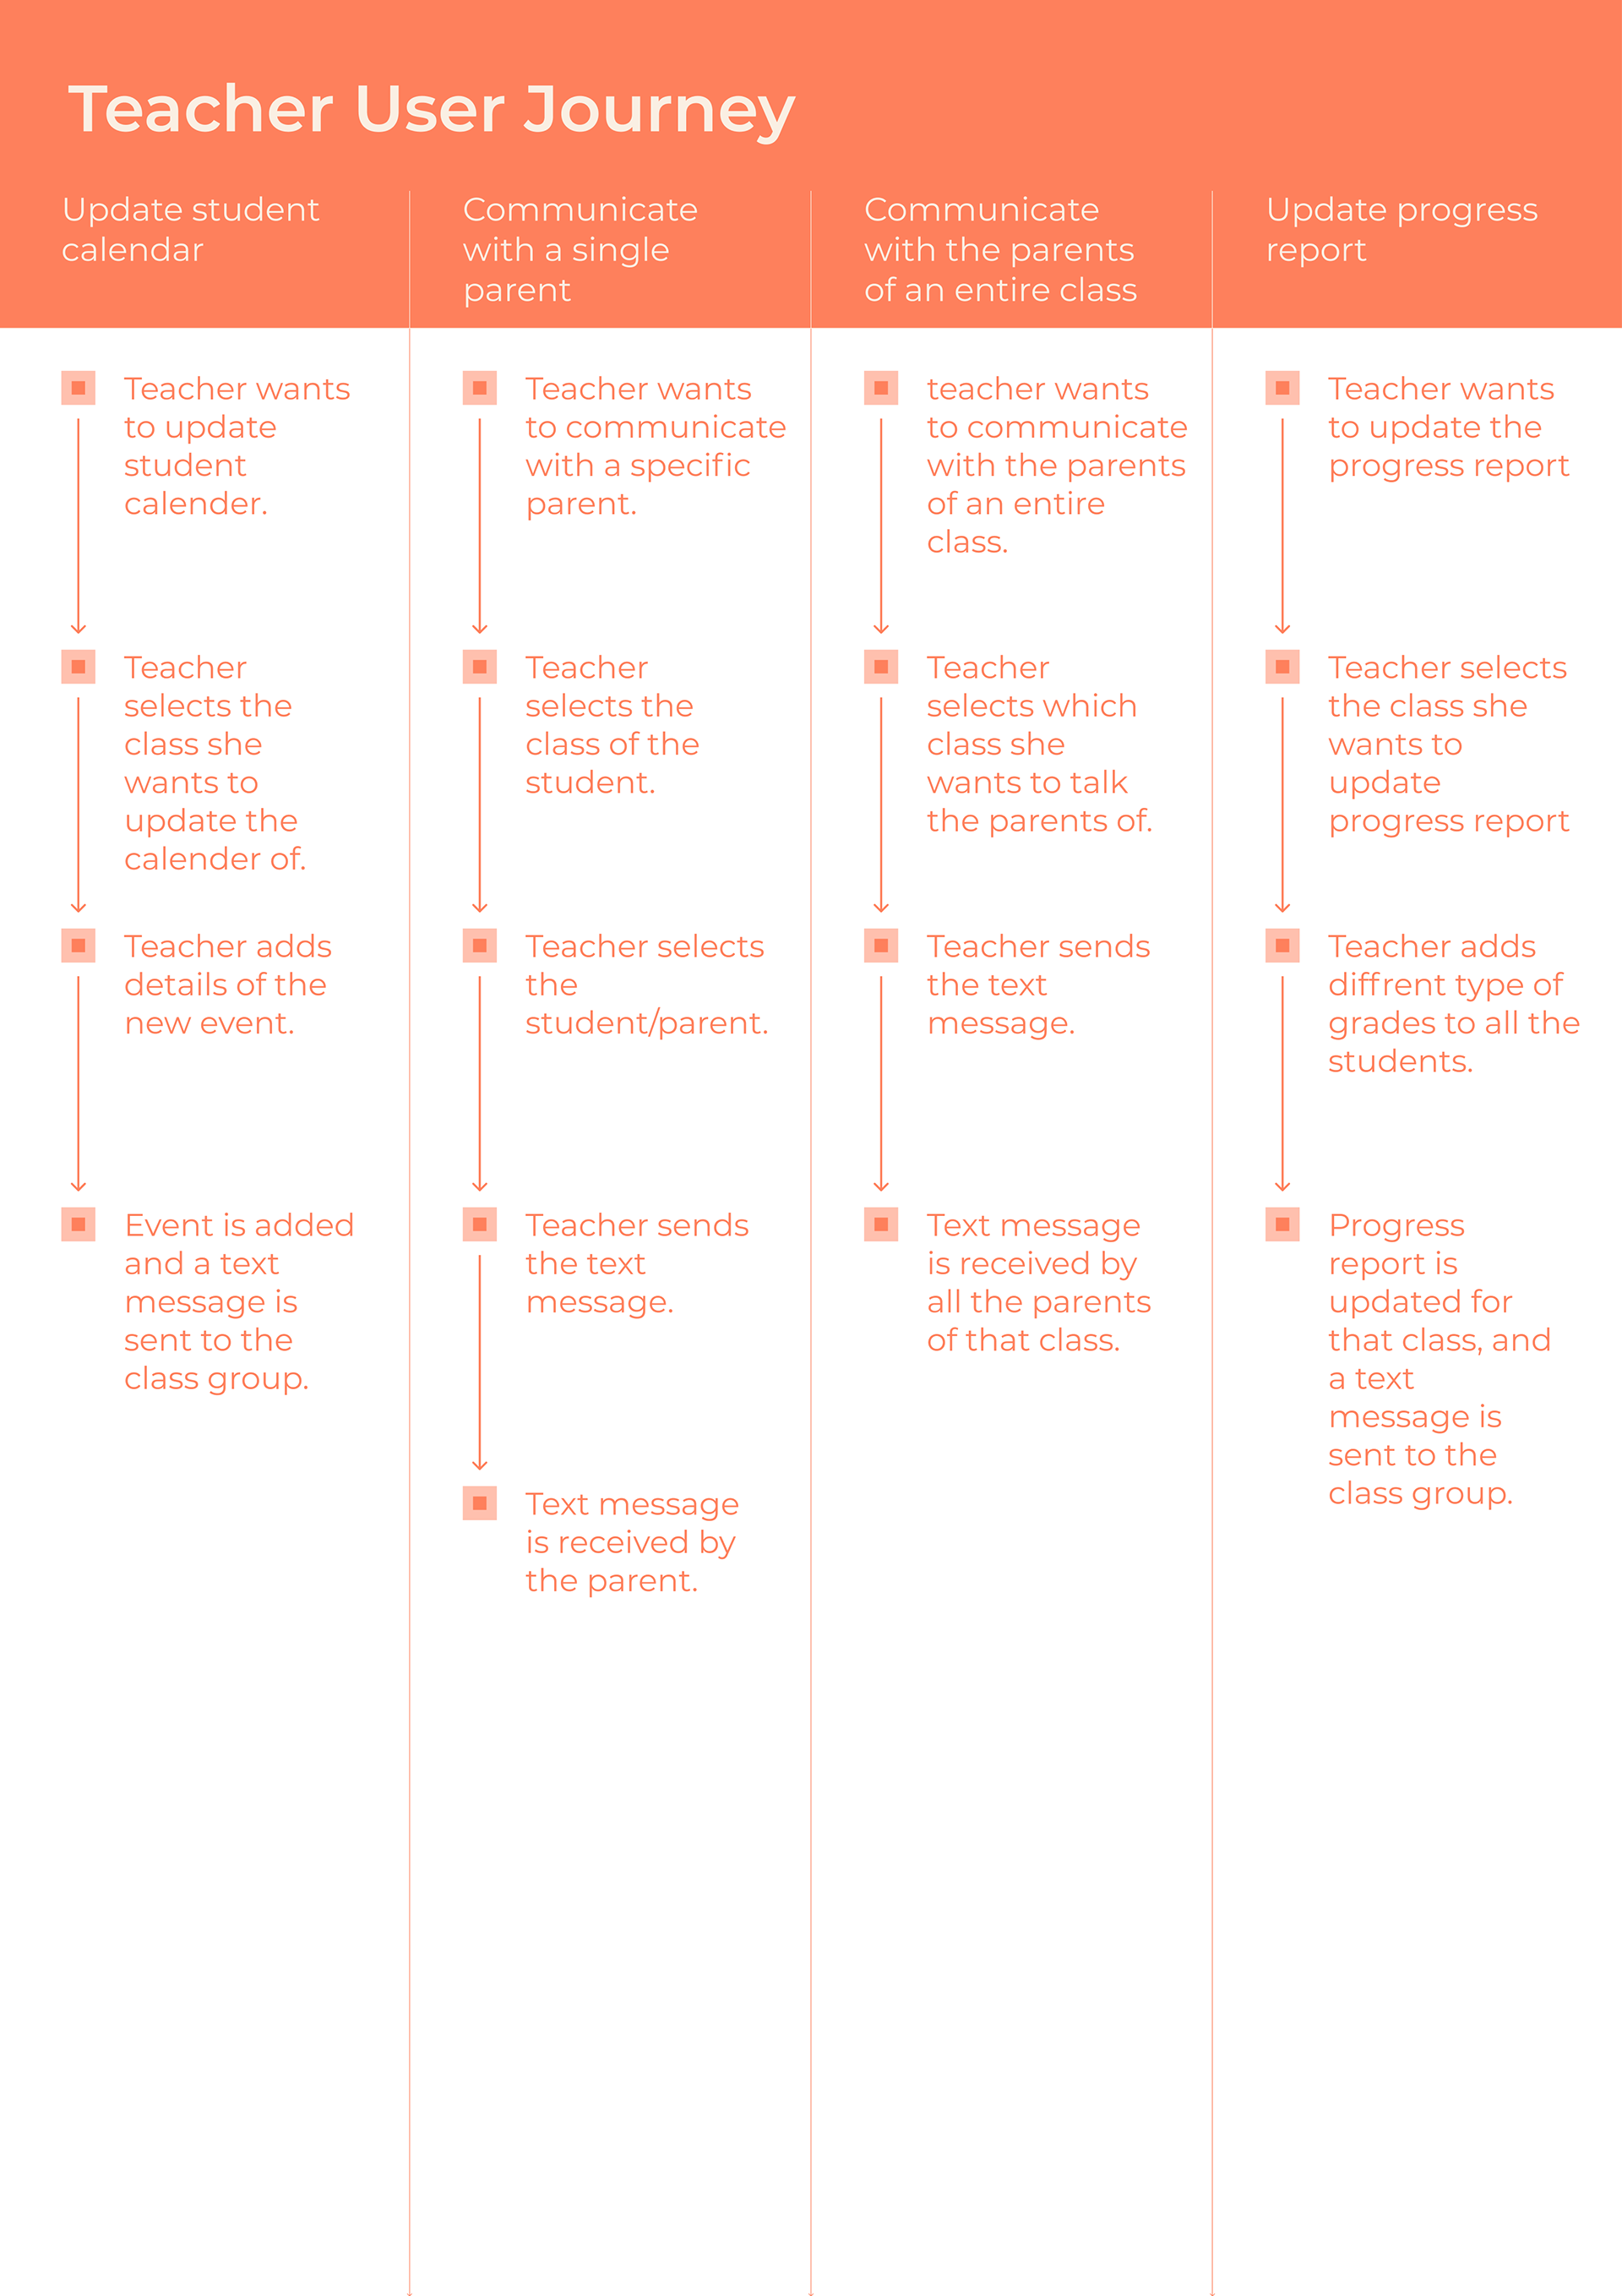 Teacher User Journey
Update student
calendar
Communicate
with a single
parent
Communicate
with the parents
of an entire class
Update progress
report
Teacher wants
to update
student
calender.
Teacher
selects the
class she
wants to
update the
calender of.
Teacher adds
details of the
new event.
Event is added
and a text
message is
sent to the
class group.
Teacher wants
to communicate
with a specific
parent.
Teacher
selects the
class of the
student.
Teacher selects
the
student/parent.
Teacher sends
the text
message.
Text message
is received by
the parent.
teacher wants
to communicate
with the parents
of an entire
class.
Teacher
selects which
class she
wants to talk
the parents of.
Teacher sends
the text
message.
Text message
is received by
all the parents
of that class.
Teacher wants
to update the
progress report
Teacher selects
the class she
wants to
update
progress report
Teacher adds
diffrent type of
grades to all the
students.
Progress
report is
updated for
that class, and
a text
message is
sent to the
class group.